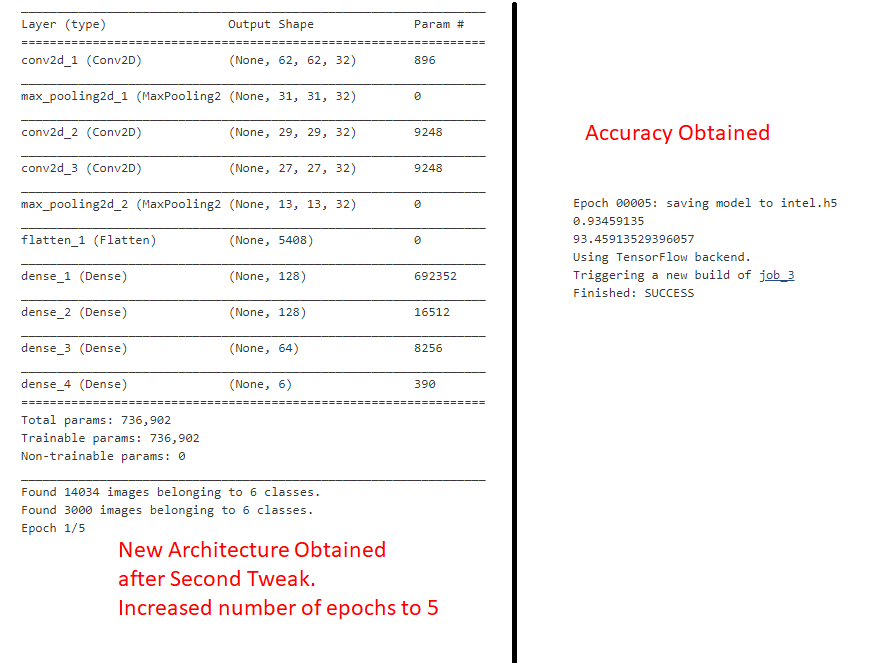 Layer (type) Output Shape Param #
=================================================================
conv2d_1 (Conv2D) (None, 62, 62, 32) 896
max_pooling2d_1 (MaxPooling2 (None, 31, 31, 32) 0
conv2d_2 (Conv2D) (None, 29, 29, 32) 9248
conv2d_3 (Conv2D) (None, 27, 27, 32) 9248
max_pooling2d_2 (MaxPooling2 (None, 13, 13, 32) 0
flatten_1 (Flatten) (None, 5408) 0
dense_1 (Dense) (None, 128) 692352
dense_2 (Dense) (None, 128) 16512
dense_3 (Dense) (None, 64) 8256
dense_4 (Dense) (None, 6) 390
=================================================================
Total params: 736,902
Trainable params: 736,902
Non-trainable params: 0
Found 14034 images belonging to 6 classes.
Found 3000 images belonging to 6 classes.
Epoch 1/5
New Architecture Obtained
after Second Tweak.
Increased number of epochs to 5
Accuracy Obtained
Epoch 00005: saving model to intel.h5
0.93459135
93.45913529396057
Using TensorFlow backend.
Triggering a new build of job_3
Finished: SUCCESS